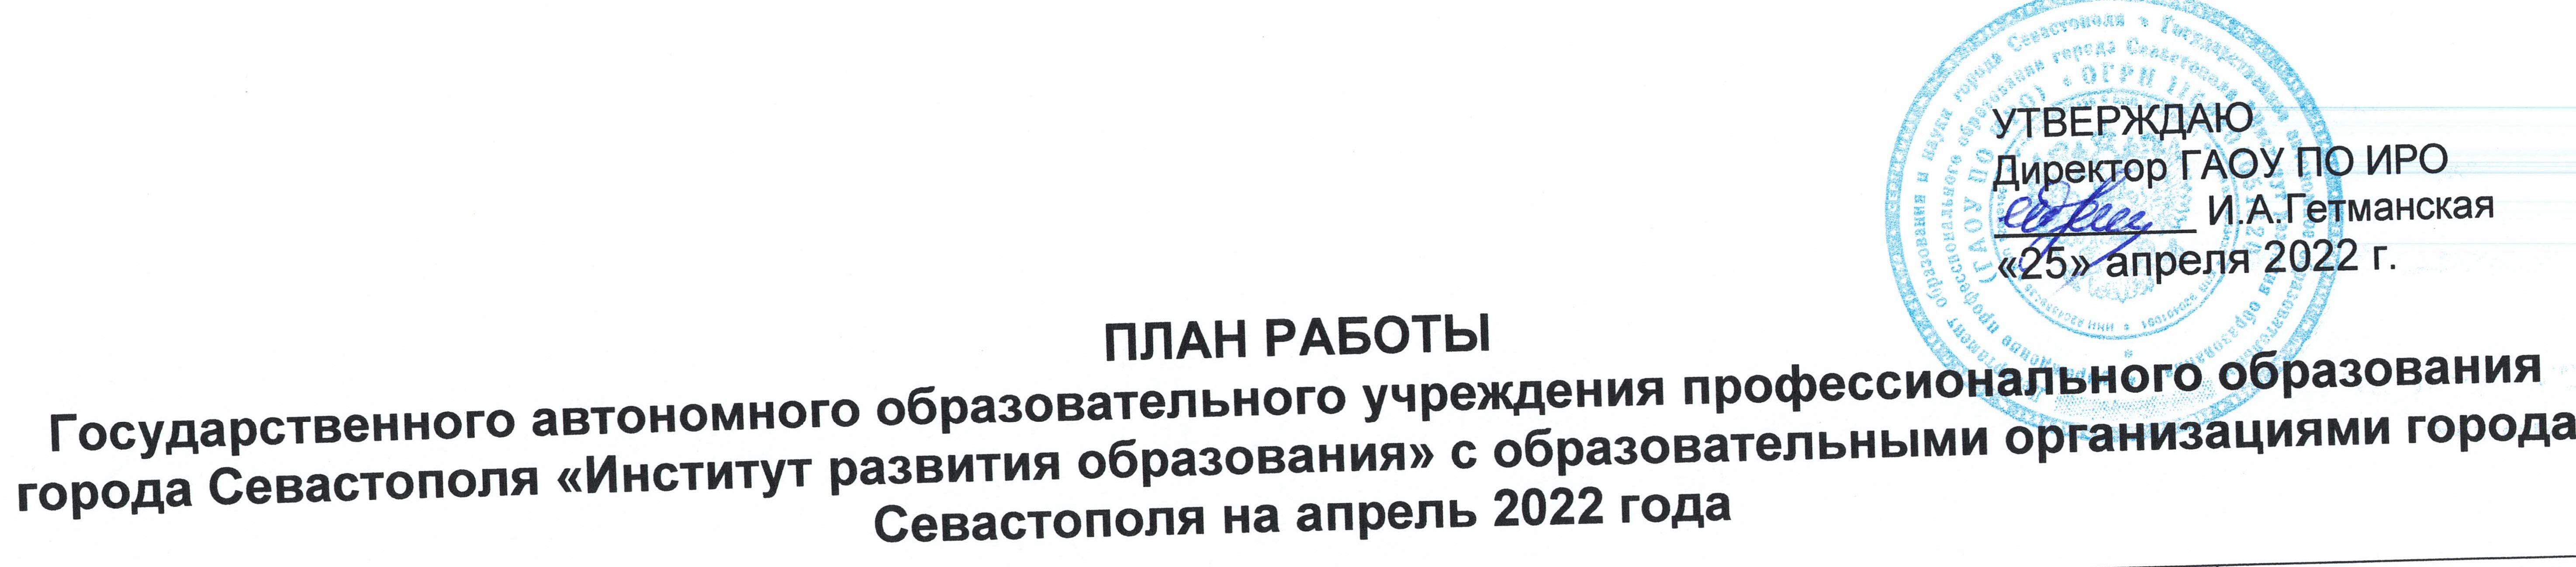 УТВЕРЖДАЮ
Директор ГАОУ ПО ИРО
И.А.Гетманская
«25» апреля 2022 г.
ПЛАН РАБОТЫ
Государственного автономного образовательного учреждения профессионального образования
города Севастополя «Институт развития образования» с образовательными организациями города
Севастополя на апрель 2022 года